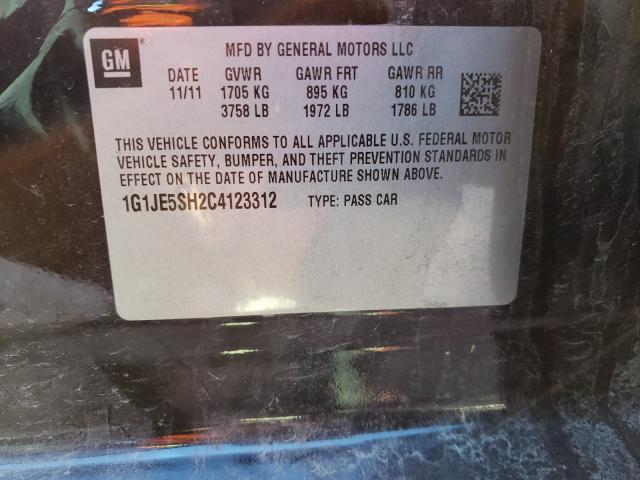 GM
MFD BY GENERAL MOTORS LLC
DATE GVWR GAWR FRT GAWR RR
11/11 1705 KG 895 KG 810 KG
3758 LB 1972 LB 1786 LB
THIS VEHICLE CONFORMS TO ALL APPLICABLE U.S. FEDERAL MOTOR
VEHICLE SAFETY, BUMPER, AND THEFT PREVENTION STANDARDS IN
EFFECT ON THE DATE OF MANUFACTURE SHOWN ABOVE.
1G1JE5SH2C4123312 TYPE: PASS CAR